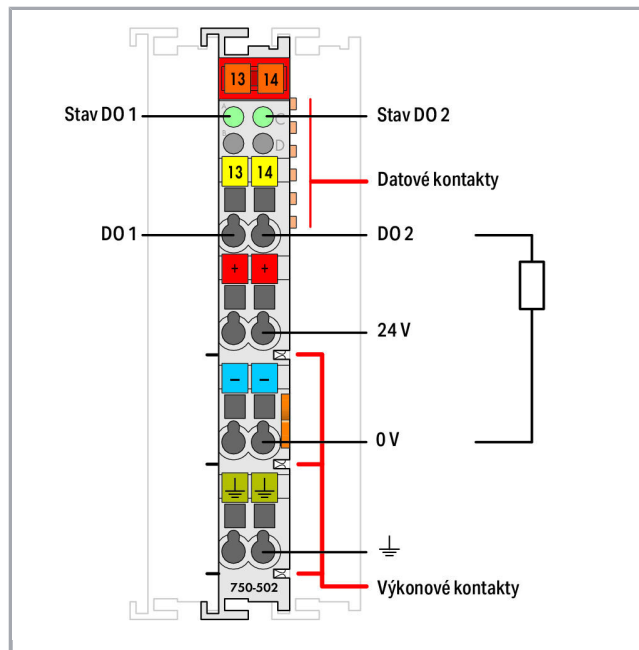 13 14
A C
Stav DO 1 Stav DO 2
B D
13 14
Datové kontakty
DO 1 DO 2
+ +
24 V
– –
0 V
750-502
Výkonové kontakty